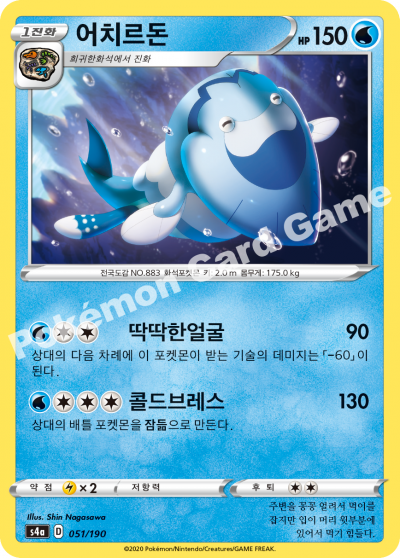 1진화
어치르돈
HP 150
희귀한화석에서 진화
전국도감 NO.883 화석포켓몬 키: 2.0 m 몸무게: 175.0 kg
딱딱한얼굴 90
상대의 다음 차례에 이 포켓몬이 받는 기술의 데미지는 「-60」이
된다.
콜드브레스 130
상대의 배틀 포켓몬을 잠듦으로 만든다.
약점 ×2 저항력 후퇴
Illus. Shin Nagasawa
s4a D 051/190
주변을 꽁꽁 얼려서 먹이를
잡지만 입이 머리 윗부분에
있어서 먹기 힘들다.
©2020 Pokémon/Nintendo/Creatures/GAME FREAK.
Pokémon Card Game